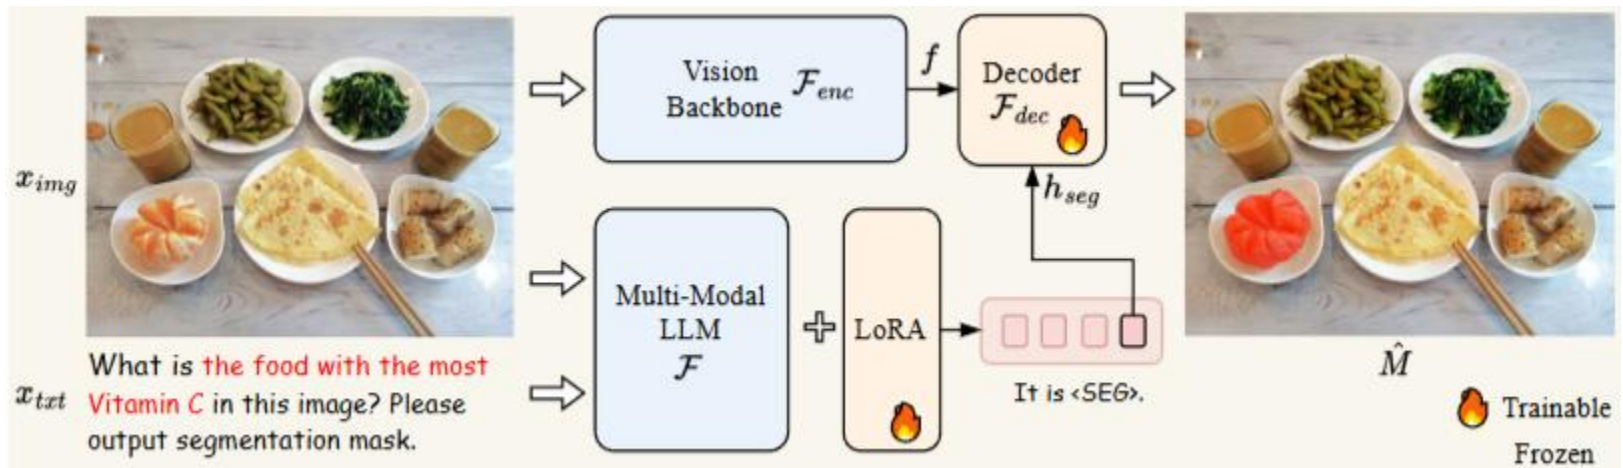 x_img
x_txt
What is the food with the most
Vitamin C in this image? Please
output segmentation mask.
Vision
Backbone
ℱ_enc
f
Decoder
ℱ_dec
Multi-Modal
LLM
ℱ
LoRA
h_seg
It is <SEG>.
M̂
Trainable
Frozen